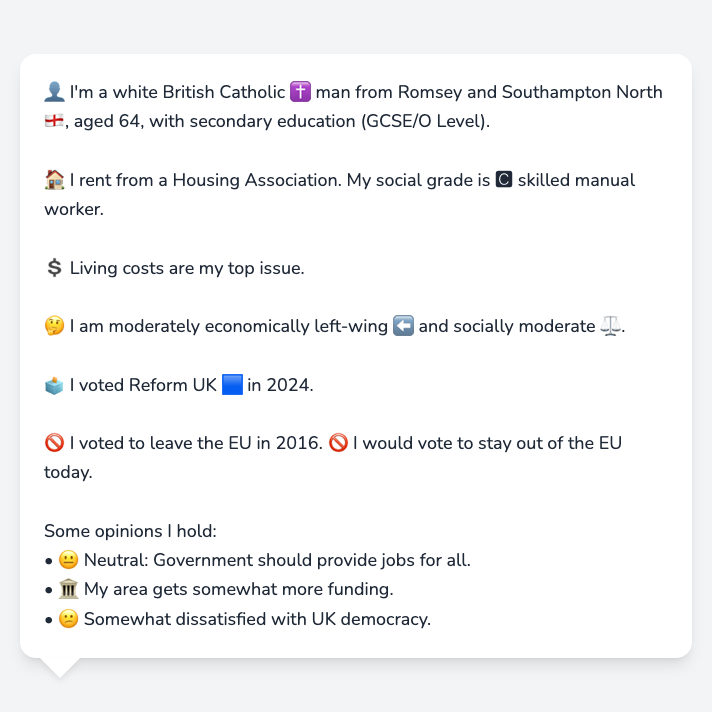 👤 I'm a white British Catholic ✝️ man from Romsey and Southampton North
🏴󠁧󠁢󠁥󠁮󠁧󠁿, aged 64, with secondary education (GCSE/O Level).
🏠 I rent from a Housing Association. My social grade is 🅲 skilled manual
worker.
💲 Living costs are my top issue.
🤔 I am moderately economically left-wing ⬅️ and socially moderate ⚖️.
🗳️ I voted Reform UK 🟦 in 2024.
🚫 I voted to leave the EU in 2016. 🚫 I would vote to stay out of the EU
today.
Some opinions I hold:
• 😐 Neutral: Government should provide jobs for all.
• 🏛️ My area gets somewhat more funding.
• 😕 Somewhat dissatisfied with UK democracy.